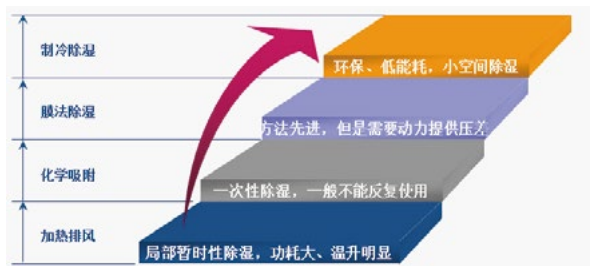 制冷除湿
环保、低能耗，小空间除湿
膜法除湿
方法先进，但是需要动力提供压差
化学吸附
一次性除湿，一般不能反复使用
加热排风
局部暂时性除湿，功耗大、温升明显